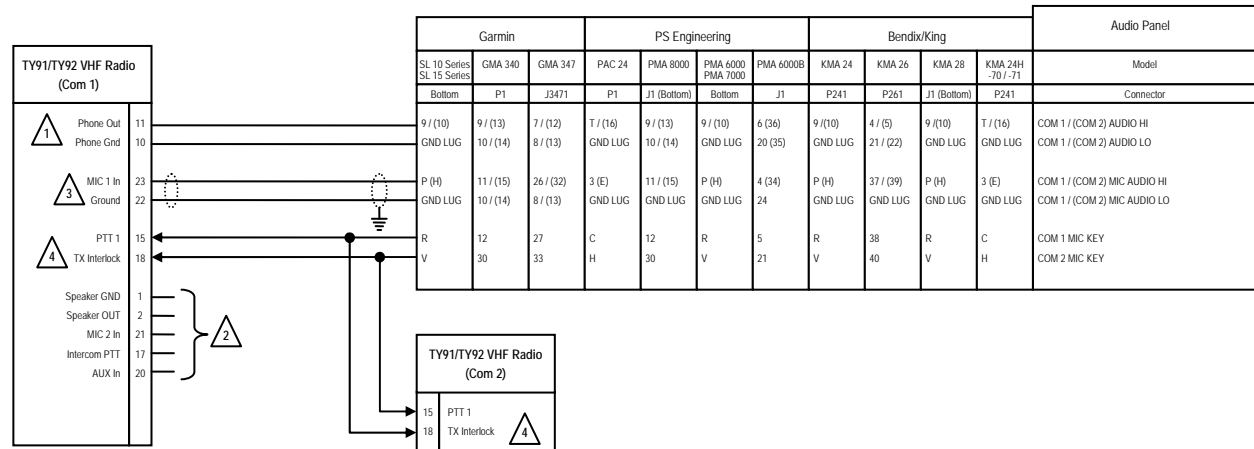 Audio Panel
Garmin PS Engineering Bendix/King
TY91/TY92 VHF Radio
(Com 1)
SL 10 Series
SL 15 Series GMA 340 GMA 347 PAC 24 PMA 8000 PMA 6000
PMA 7000 PMA 6000B KMA 24 KMA 26 KMA 28 KMA 24H
-70 / -71 Model
Bottom P1 J3471 P1 J1 (Bottom) Bottom J1 P241 P261 J1 (Bottom) P241 Connector
1 Phone Out 11 9 / (10) 9 / (13) 7 / (12) T / (16) 9 / (13) 9 / (10) 6 (36) 9 /(10) 4 / (5) 9 /(10) T / (16) COM 1 / (COM 2) AUDIO HI
Phone Gnd 10 GND LUG 10 / (14) 8 / (13) GND LUG 10 / (14) GND LUG 20 (35) GND LUG 21 / (22) GND LUG GND LUG COM 1 / (COM 2) AUDIO LO
3 MIC 1 In 23 P (H) 11 / (15) 26 / (32) 3 (E) 11 / (15) P (H) 4 (34) P (H) 37 / (39) P (H) 3 (E) COM 1 / (COM 2) MIC AUDIO HI
Ground 22 GND LUG 10 / (14) 8 / (13) GND LUG GND LUG GND LUG 24 GND LUG GND LUG GND LUG GND LUG COM 1 / (COM 2) MIC AUDIO LO
PTT 1 15 R 12 27 C 12 R 5 R 38 R C COM 1 MIC KEY
4 TX Interlock 18 V 30 33 H 30 V 21 V 40 V H COM 2 MIC KEY
Speaker GND 1
Speaker OUT 2
MIC 2 In 21 2
Intercom PTT 17
AUX In 20
TY91/TY92 VHF Radio
(Com 2)
15 PTT 1
18 TX Interlock 4